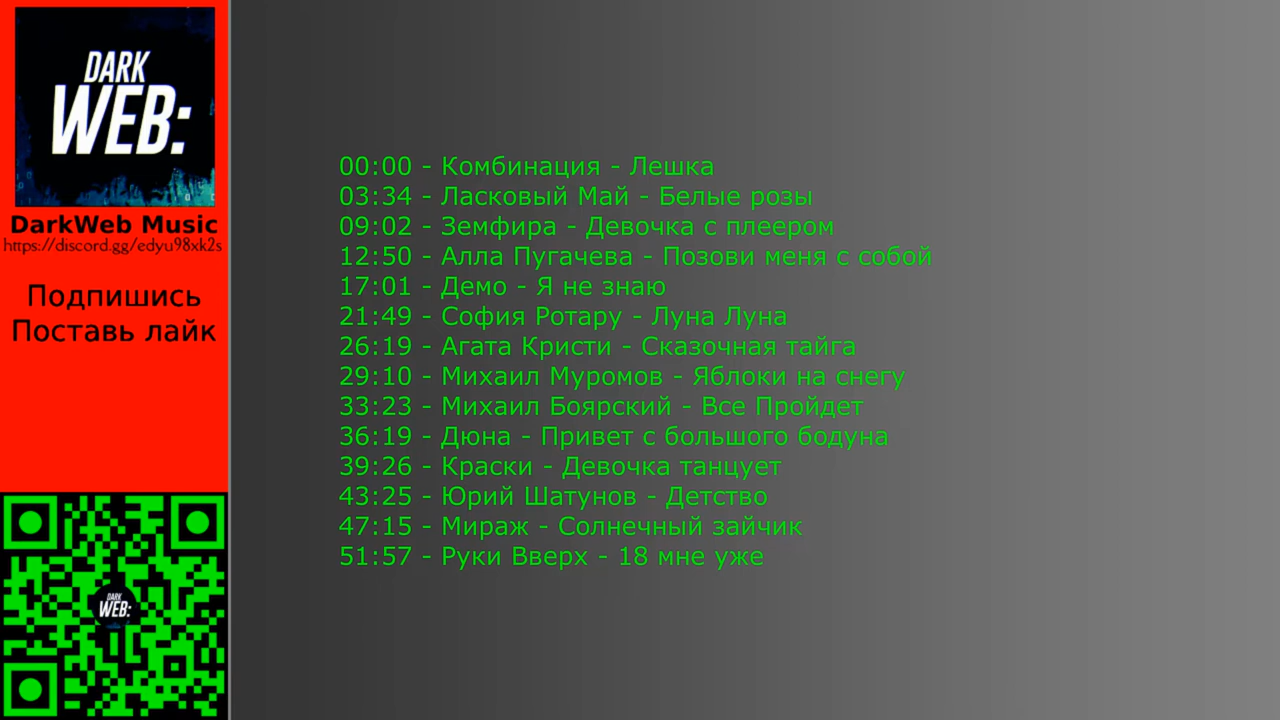 DARK
WEB:
DarkWeb Music
https://discord.gg/edyu98xk2s
Подпишись
Поставь лайк
DARK
WEB:
00:00 - Комбинация - Лешка
03:34 - Ласковый Май - Белые розы
09:02 - Земфира - Девочка с плеером
12:50 - Алла Пугачева - Позови меня с собой
17:01 - Демо - Я не знаю
21:49 - София Ротару - Луна Луна
26:19 - Агата Кристи - Сказочная тайга
29:10 - Михаил Муромов - Яблоки на снегу
33:23 - Михаил Боярский - Все Пройдет
36:19 - Дюна - Привет с большого бодуна
39:26 - Краски - Девочка танцует
43:25 - Юрий Шатунов - Детство
47:15 - Мираж - Солнечный зайчик
51:57 - Руки Вверх - 18 мне уже